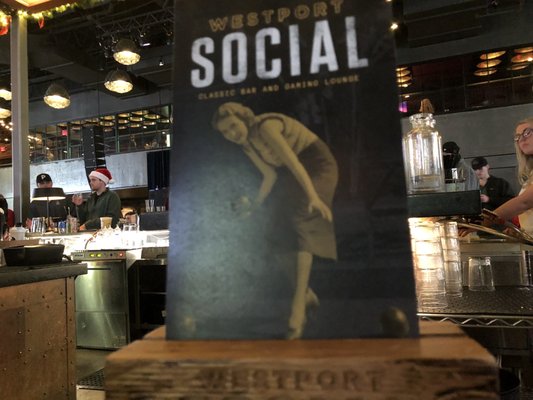 WESTPORT
SOCIAL
CLASSIC BAR AND GAMING LOUNGE
WESTPORT